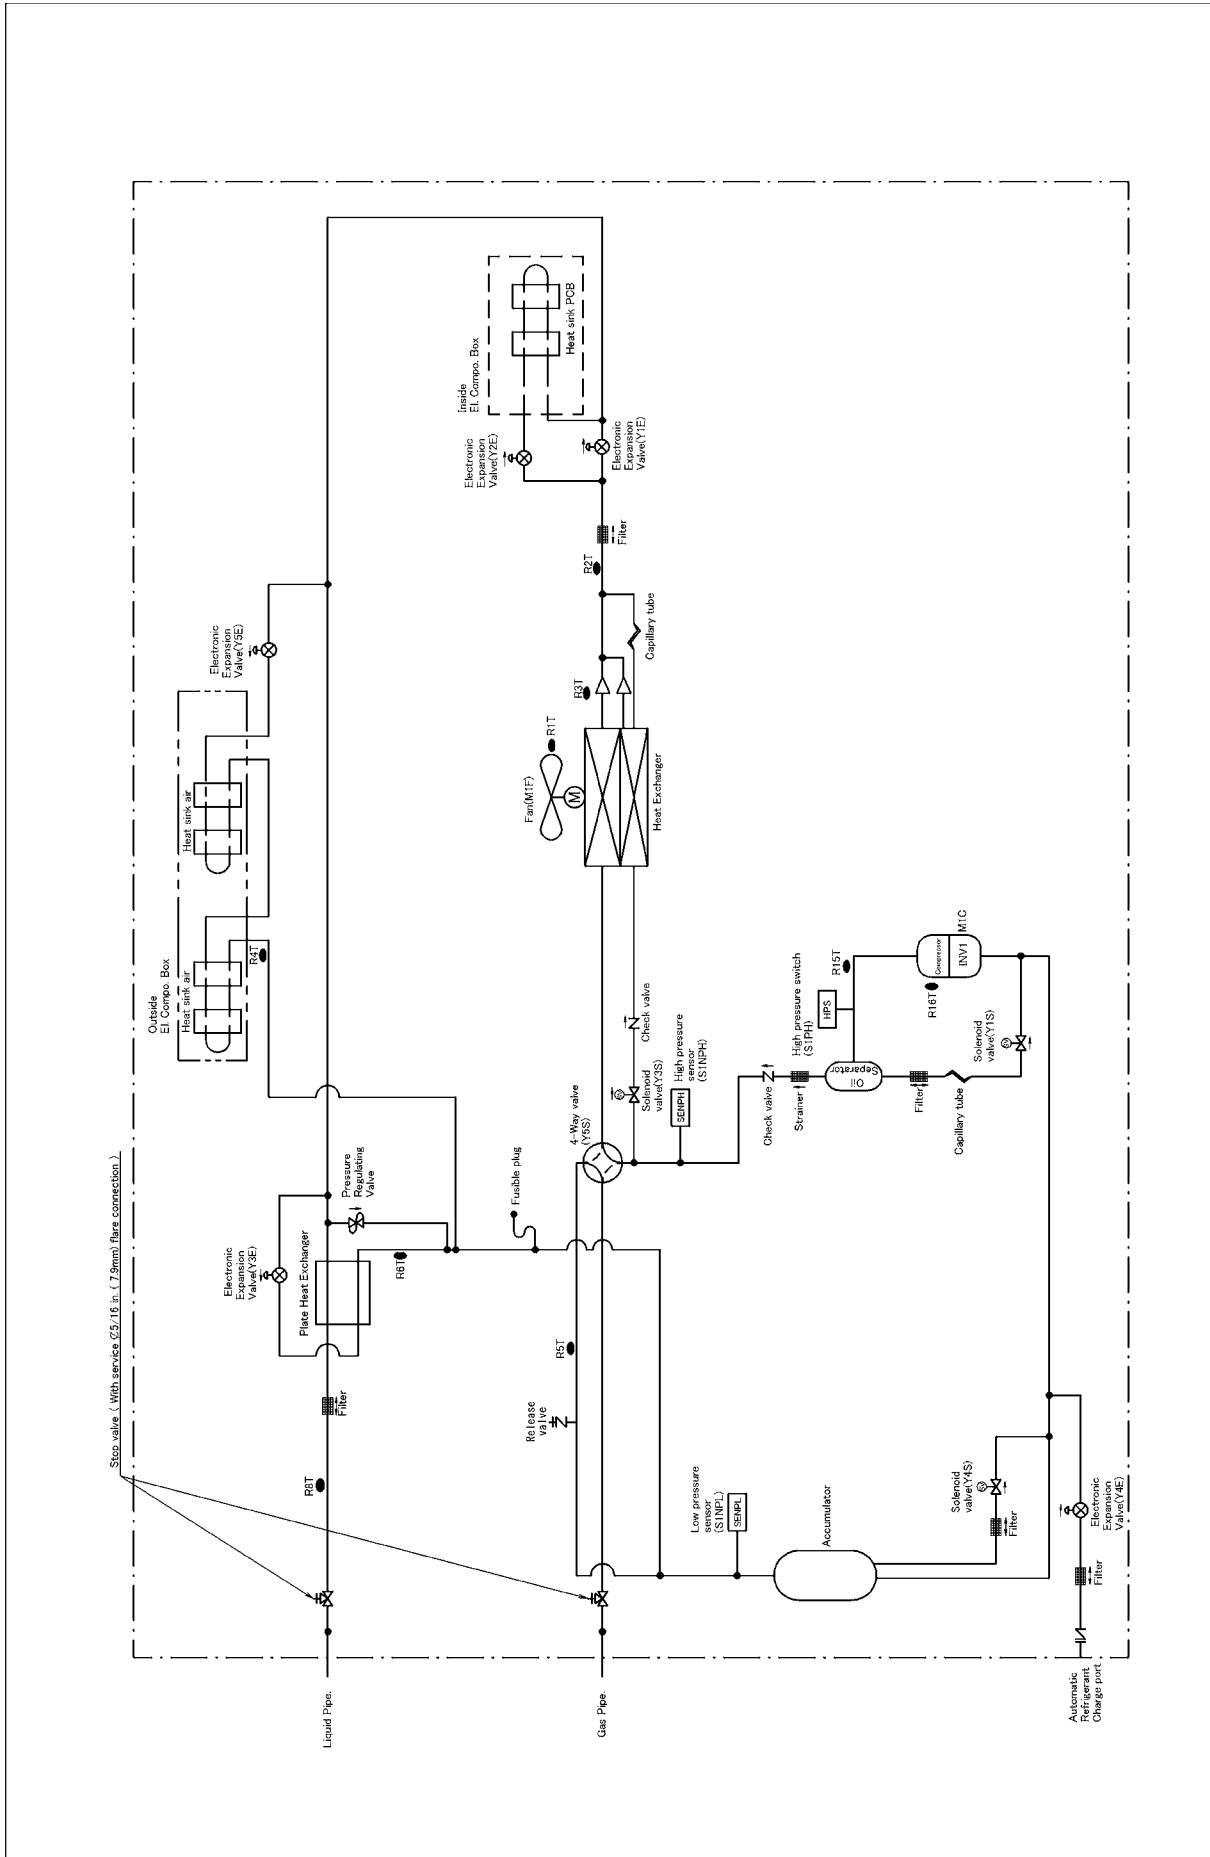 Stop valve ( With service ∅5/16 in. ( 7.9mm) flare connection )
Outside
El. Compo. Box
Heat sink air
Heat sink air
R4T
Electronic
Expansion
Valve(Y5E)
Electronic
Expansion
Valve(Y3E)
Plate Heat Exchanger
Pressure
Regulating
Valve
R6T
Filter
R8T
Liquid Pipe.
Inside
El. Compo. Box
Heat sink PCB
Electronic
Expansion
Valve(Y2E)
Electronic
Expansion
Valve(Y1E)
Filter
R2T
Capillary tube
R3T
R1T
Fan(M1F)
M
Heat Exchanger
Check valve
Solenoid
valve(Y3S)
4-Way valve
(Y5S)
Fusible plug
High pressure
sensor
(S1NPH)
SENPH
R5T
Release
valve
Gas Pipe.
Low pressure
sensor
(S1NPL)
SENPL
Accumulator
Check valve
Strainer
High pressure switch
(S1PH)
HPS
R15T
Oil
Separator
Compressor
INV1
M1C
R16T
Filter
Capillary tube
Solenoid
valve(Y1S)
Solenoid
valve(Y4S)
Filter
Electronic
Expansion
Valve(Y4E)
Filter
Automatic
Refrigerant
Charge port